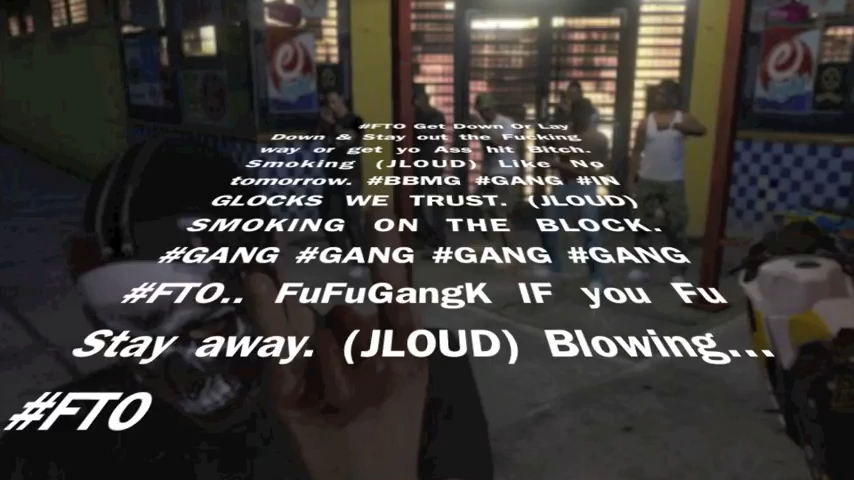 #FTO Get Down Or Lay
Down & Stay out the Fucking
way or get yo Ass hit Bitch.
Smoking (JLOUD) Like No
tomorrow. #BBMG #GANG #IN
GLOCKS WE TRUST. (JLOUD)
SMOKING ON THE BLOCK.
#GANG #GANG #GANG #GANG
#FTO.. FuFuGangK IF you Fu
Stay away. (JLOUD) Blowing...
#FTO